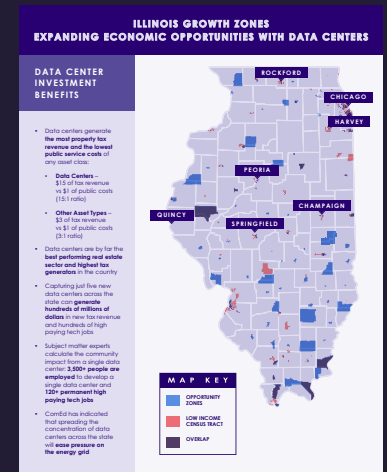 ILLINOIS GROWTH ZONES
EXPANDING ECONOMIC OPPORTUNITIES WITH DATA CENTERS
DATA CENTER
INVESTMENT
BENEFITS
• Data centers generate
the most property tax
revenue and the lowest
public service costs of
any asset class:
• Data Centers –
$15 of tax revenue
vs $1 of public costs
(15:1 ratio)
• Other Asset Types –
$3 of tax revenue
vs $1 of public costs
(3:1 ratio)
• Data centers are by far the
best performing real estate
sector and highest tax
generators in the country
• Capturing just five new
data centers across the
state can generate
hundreds of millions of
dollars in new tax revenue
and hundreds of high
paying tech jobs
• Subject matter experts
calculate the community
impact from a single data
center: 3,500+ people are
employed to develop a
single data center and
120+ permanent high
paying tech jobs
• ComEd has indicated
that spreading the
concentration of data
centers across the state
will ease pressure on
the energy grid
ROCKFORD
CHICAGO
HARVEY
PEORIA
CHAMPAIGN
QUINCY
SPRINGFIELD
MAP KEY
OPPORTUNITY
ZONES
LOW INCOME
CENSUS TRACT
OVERLAP